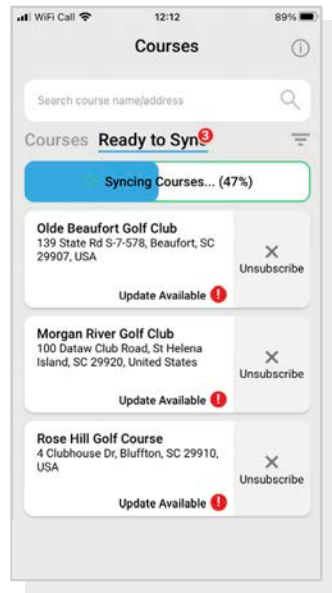 WiFi Call 12:12 89%
Courses
Search course name/address
Courses Ready to Sync 3
Syncing Courses... (47%)
Olde Beaufort Golf Club
139 State Rd S-7-578, Beaufort, SC
29907, USA
Unsubscribe
Update Available !
Morgan River Golf Club
100 Dataw Club Road, St Helena
Island, SC 29920, United States
Unsubscribe
Update Available !
Rose Hill Golf Course
4 Clubhouse Dr, Bluffton, SC 29910,
USA
Unsubscribe
Update Available !